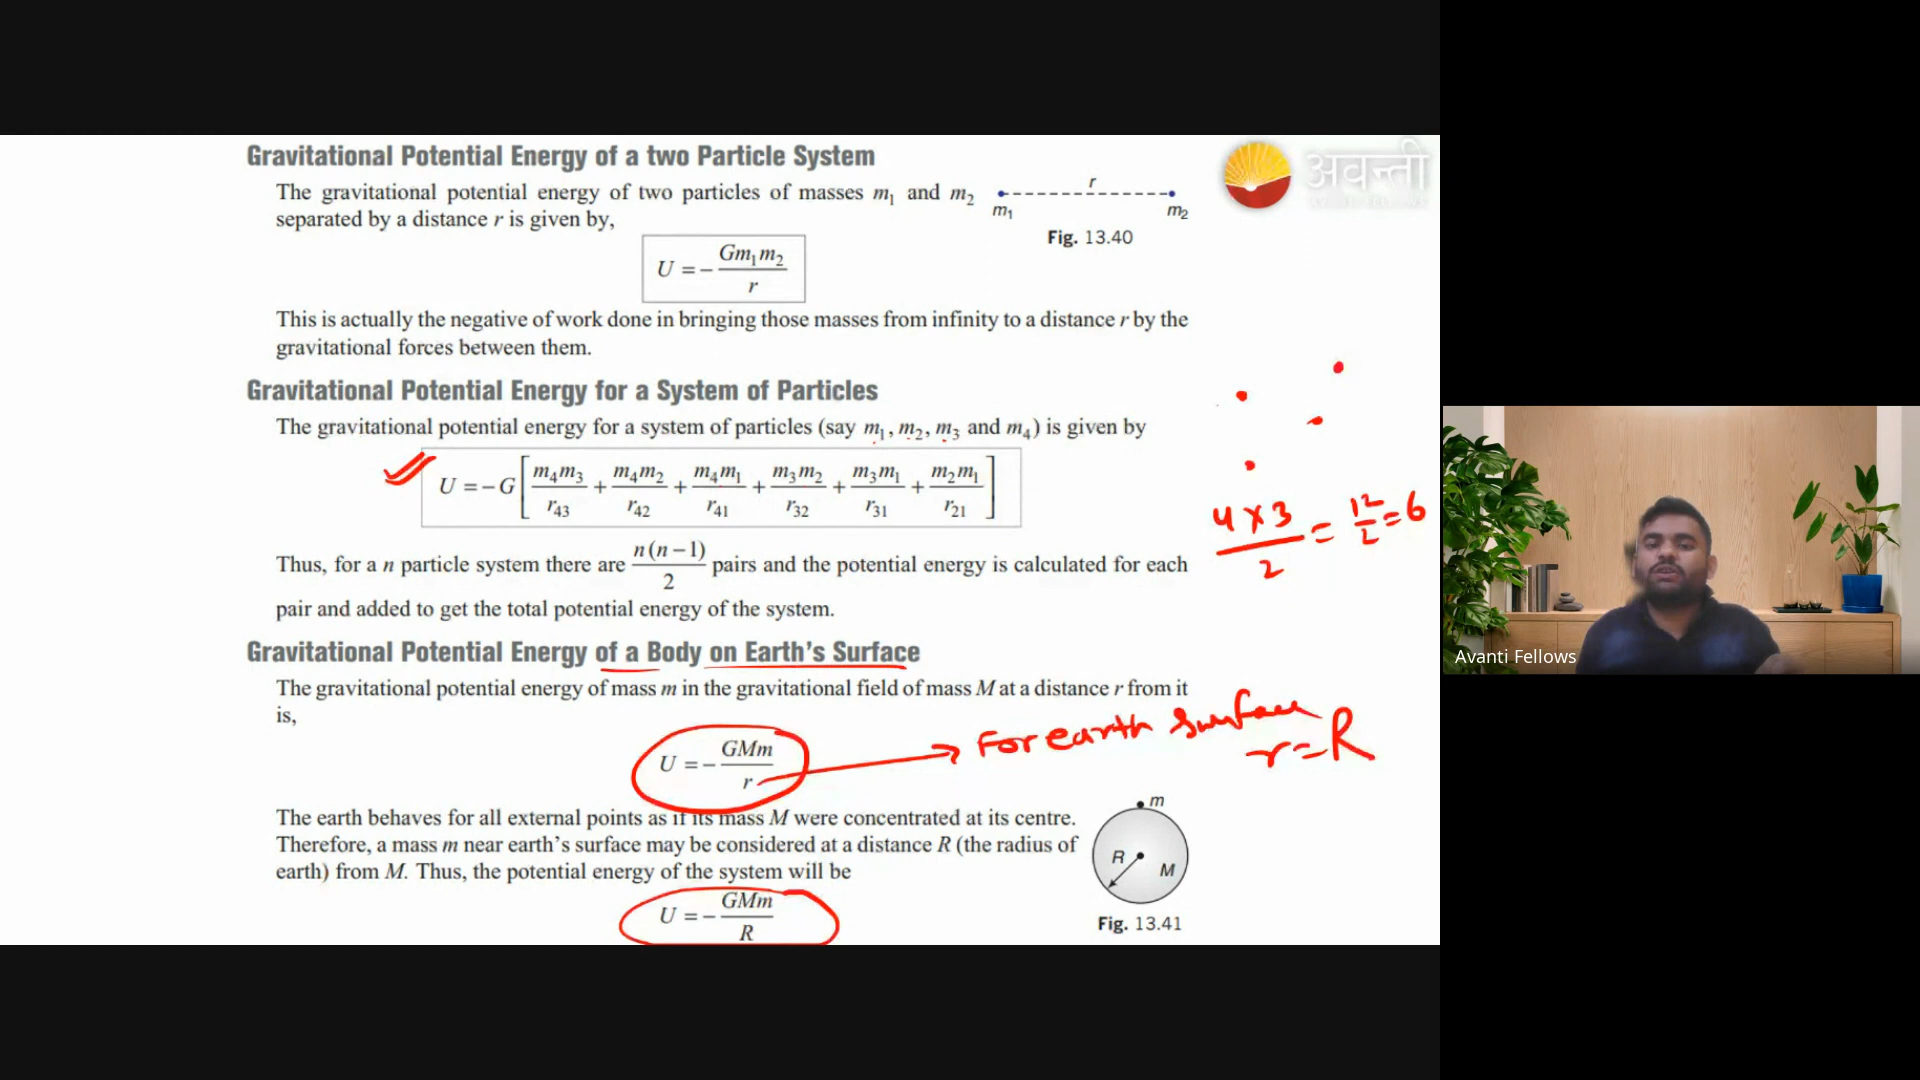 Gravitational Potential Energy of a two Particle System
अवन्ती
The gravitational potential energy of two particles of masses m₁ and m₂
separated by a distance r is given by,
r
m₁ m₂
Fig. 13.40
U = − Gm₁m₂ / r
This is actually the negative of work done in bringing those masses from infinity to a distance r by the
gravitational forces between them.
Gravitational Potential Energy for a System of Particles
The gravitational potential energy for a system of particles (say m₁, m₂, m₃ and m₄) is given by
U = − G [ m₄m₃ / r₄₃ + m₄m₂ / r₄₂ + m₄m₁ / r₄₁ + m₃m₂ / r₃₂ + m₃m₁ / r₃₁ + m₂m₁ / r₂₁ ]
4 × 3 / 2 = 12 / 2 = 6
Thus, for a n particle system there are n(n − 1) / 2 pairs and the potential energy is calculated for each
pair and added to get the total potential energy of the system.
Gravitational Potential Energy of a Body on Earth's Surface
The gravitational potential energy of mass m in the gravitational field of mass M at a distance r from it
is,
U = − GMm / r
For earth surface
r = R
The earth behaves for all external points as if its mass M were concentrated at its centre.
Therefore, a mass m near earth's surface may be considered at a distance R (the radius of
earth) from M. Thus, the potential energy of the system will be
U = − GMm / R
m
R M
Fig. 13.41
Avanti Fellows